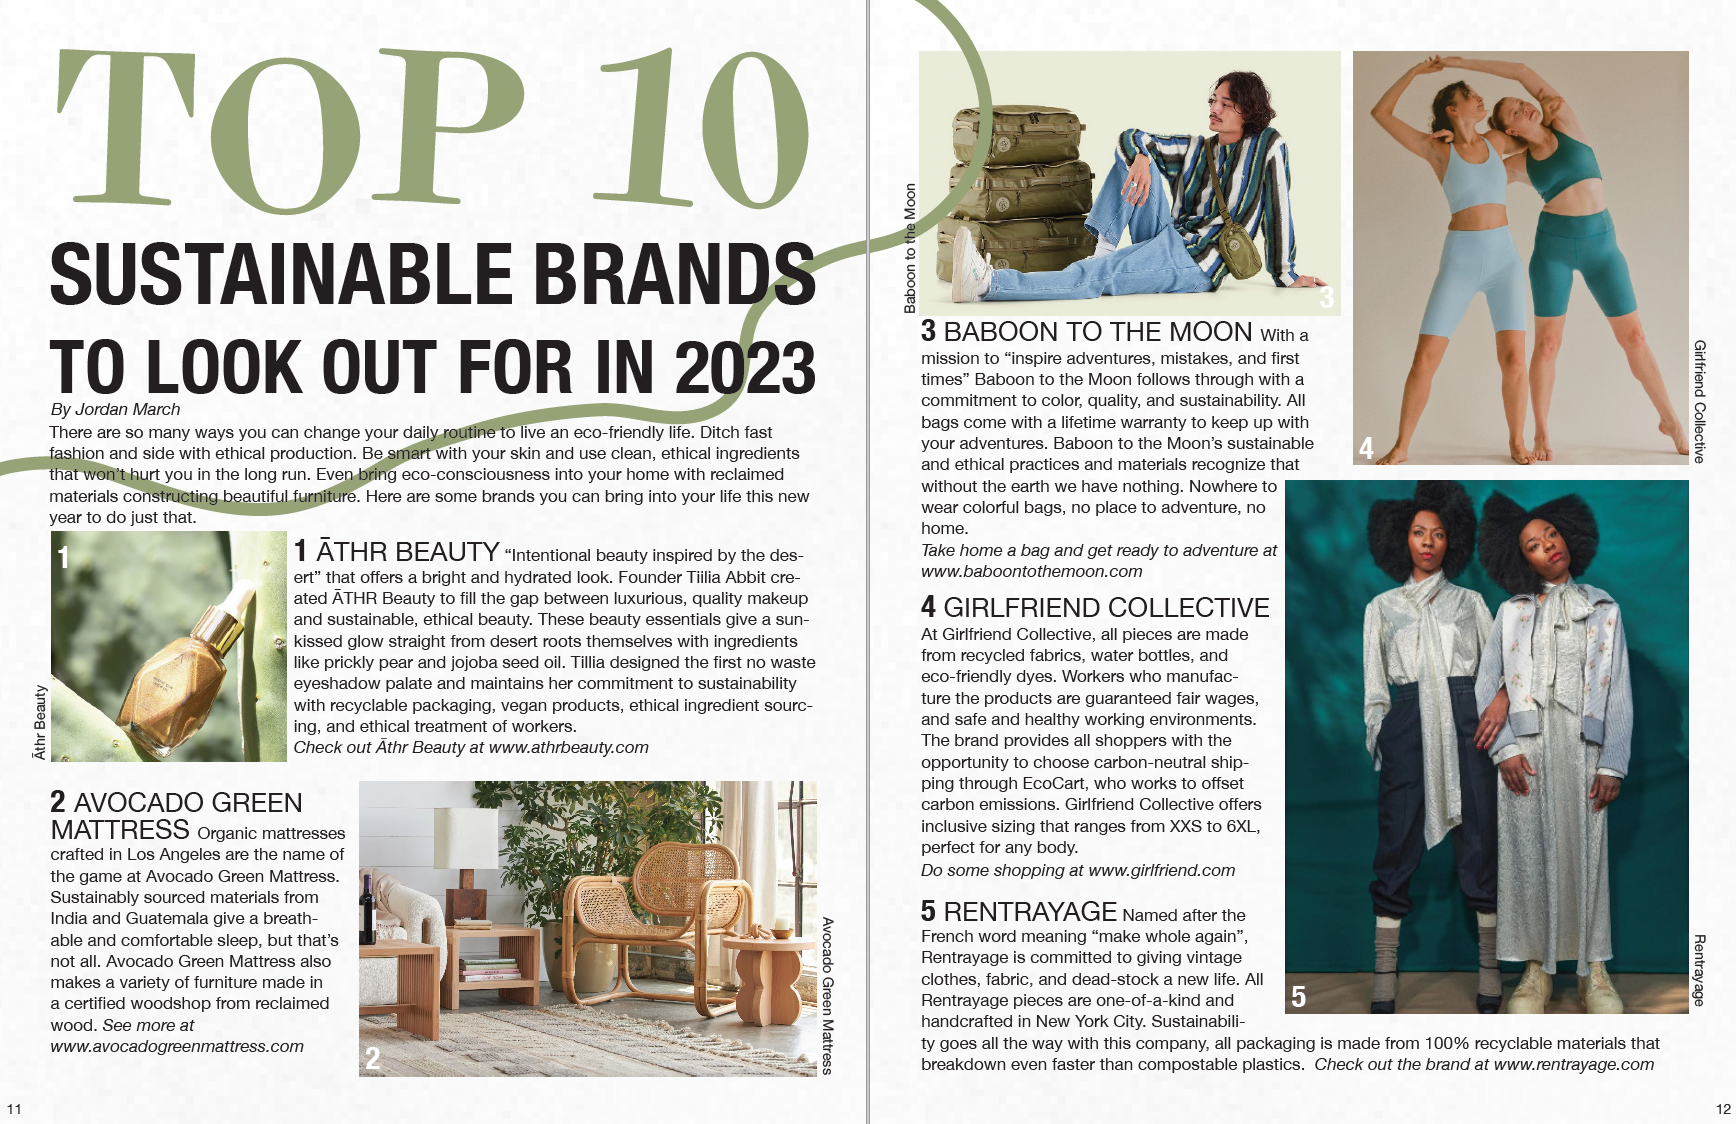 TOP 10
SUSTAINABLE BRANDS
TO LOOK OUT FOR IN 2023
By Jordan March
There are so many ways you can change your daily routine to live an eco-friendly life. Ditch fast
fashion and side with ethical production. Be smart with your skin and use clean, ethical ingredients
that won't hurt you in the long run. Even bring eco-consciousness into your home with reclaimed
materials constructing beautiful furniture. Here are some brands you can bring into your life this new
year to do just that.
1
Āthr Beauty
1 ĀTHR BEAUTY “Intentional beauty inspired by the des-
ert” that offers a bright and hydrated look. Founder Tiilia Abbit cre-
ated ĀTHR Beauty to fill the gap between luxurious, quality makeup
and sustainable, ethical beauty. These beauty essentials give a sun-
kissed glow straight from desert roots themselves with ingredients
like prickly pear and jojoba seed oil. Tillia designed the first no waste
eyeshadow palate and maintains her commitment to sustainability
with recyclable packaging, vegan products, ethical ingredient sourc-
ing, and ethical treatment of workers.
Check out Āthr Beauty at www.athrbeauty.com
2 AVOCADO GREEN
MATTRESS Organic mattresses
crafted in Los Angeles are the name of
the game at Avocado Green Mattress.
Sustainably sourced materials from
India and Guatemala give a breath-
able and comfortable sleep, but that’s
not all. Avocado Green Mattress also
makes a variety of furniture made in
a certified woodshop from reclaimed
wood. See more at
www.avocadogreenmattress.com
2
Avocado Green Mattress
11
Baboon to the Moon
3
3 BABOON TO THE MOON With a
mission to “inspire adventures, mistakes, and first
times” Baboon to the Moon follows through with a
commitment to color, quality, and sustainability. All
bags come with a lifetime warranty to keep up with
your adventures. Baboon to the Moon’s sustainable
and ethical practices and materials recognize that
without the earth we have nothing. Nowhere to
wear colorful bags, no place to adventure, no
home.
Take home a bag and get ready to adventure at
www.baboontothemoon.com
4
Girlfriend Collective
4 GIRLFRIEND COLLECTIVE
At Girlfriend Collective, all pieces are made
from recycled fabrics, water bottles, and
eco-friendly dyes. Workers who manufac-
ture the products are guaranteed fair wages,
and safe and healthy working environments.
The brand provides all shoppers with the
opportunity to choose carbon-neutral ship-
ping through EcoCart, who works to offset
carbon emissions. Girlfriend Collective offers
inclusive sizing that ranges from XXS to 6XL,
perfect for any body.
Do some shopping at www.girlfriend.com
5 RENTRAYAGE Named after the
French word meaning “make whole again”,
Rentrayage is committed to giving vintage
clothes, fabric, and dead-stock a new life. All
Rentrayage pieces are one-of-a-kind and
handcrafted in New York City. Sustainabili-
ty goes all the way with this company, all packaging is made from 100% recyclable materials that
breakdown even faster than compostable plastics. Check out the brand at www.rentrayage.com
5
Rentrayage
12